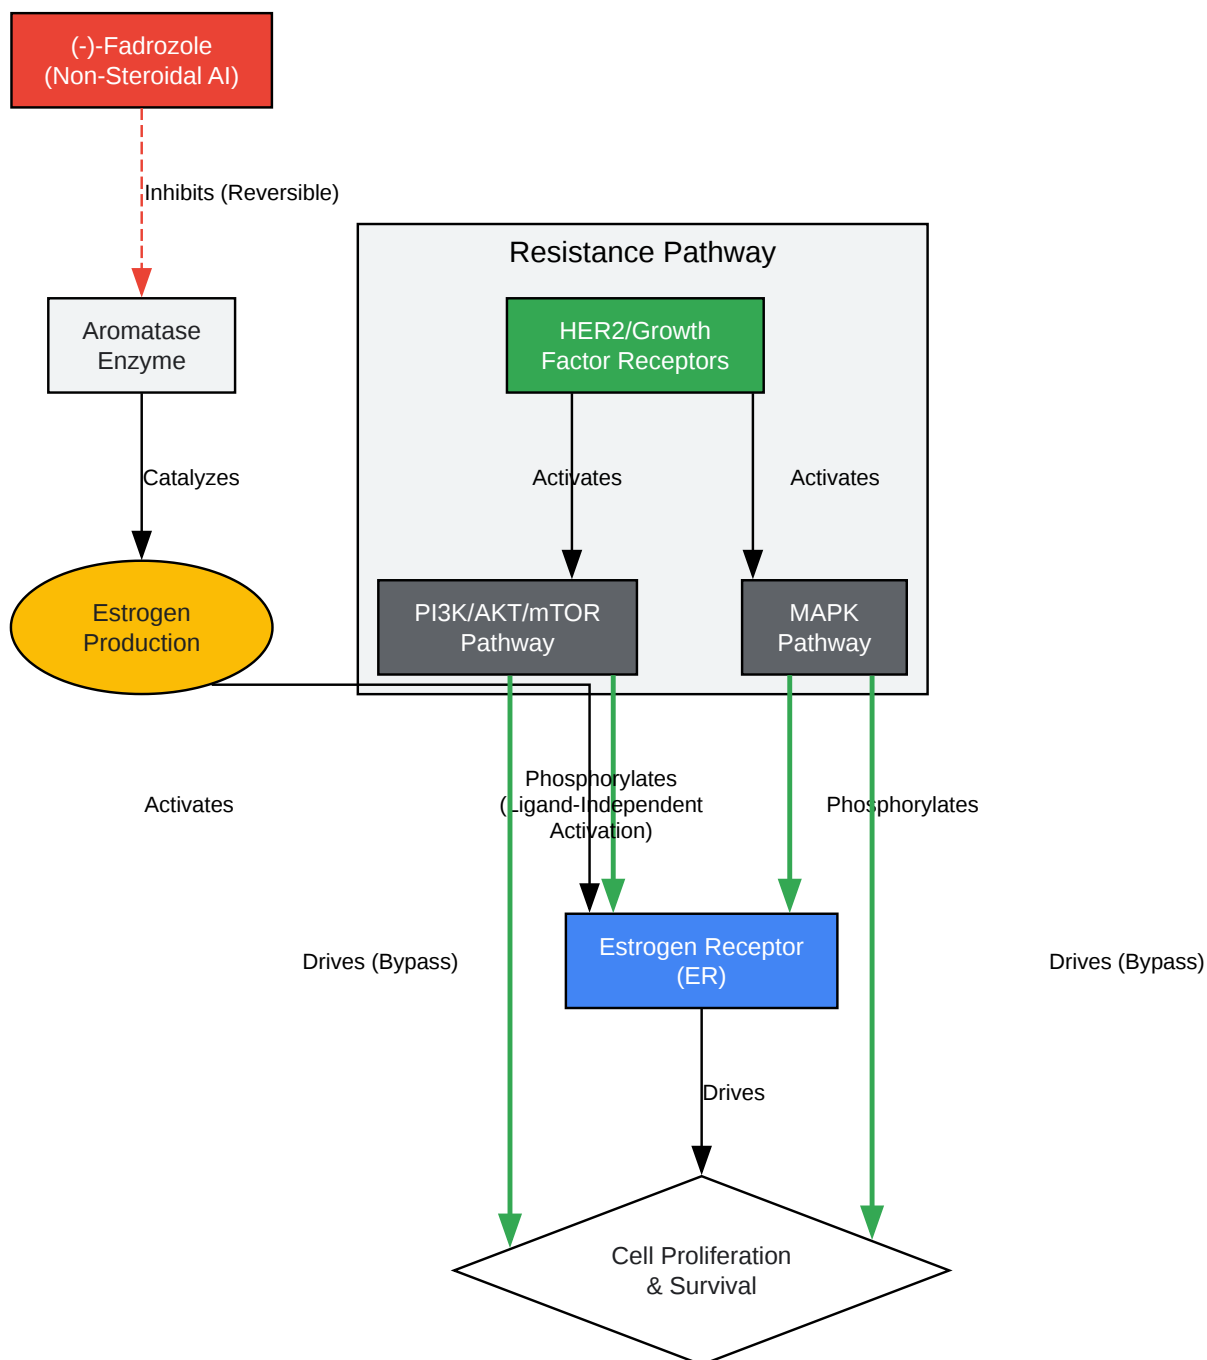 (-)-Fadrozole
(Non-Steroidal AI)
Inhibits (Reversible)
Resistance Pathway
Aromatase
Enzyme
HER2/Growth
Factor Receptors
Catalyzes
Activates
Activates
Estrogen
Production
PI3K/AKT/mTOR
Pathway
MAPK
Pathway
Activates
Phosphorylates
(Ligand-Independent
Activation)
Phosphorylates
Drives (Bypass)
Estrogen Receptor
(ER)
Drives (Bypass)
Drives
Cell Proliferation
& Survival